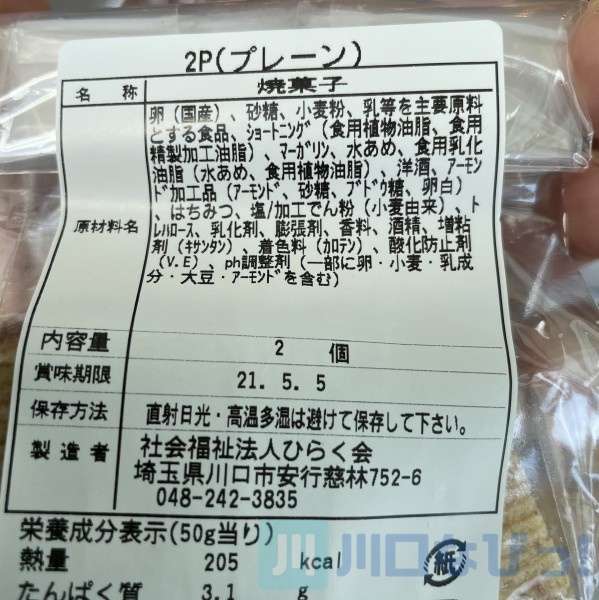 2P(プレーン)
名 称 焼菓子
原材料名
卵（国産）、砂糖、小麦粉、乳等を主要原料
とする食品、ショートニング（食用植物油脂、食用
精製加工油脂）、マーガリン、水あめ、食用乳化
油脂（水あめ、食用植物油脂）、洋酒、アーモン
ド加工品（アーモンド、砂糖、ブドウ糖、卵白）
、はちみつ、塩/加工でん粉（小麦由来）、ト
レハロース、乳化剤、膨張剤、香料、酒精、増粘
剤（キサンタン）、着色料（カロテン）、酸化防止剤
（V.E）、ph調整剤（一部に卵・小麦・乳成
分・大豆・アーモンドを含む）
内容量 2 個
賞味期限 21.5.5
保存方法 直射日光・高温多湿は避けて保存して下さい。
製造者 社会福祉法人ひらく会
埼玉県川口市安行慈林752-6
048-242-3835
栄養成分表示(50g当り)
熱量 205 kcal
たんぱく質 3.1 g
紙
川口なびっ!